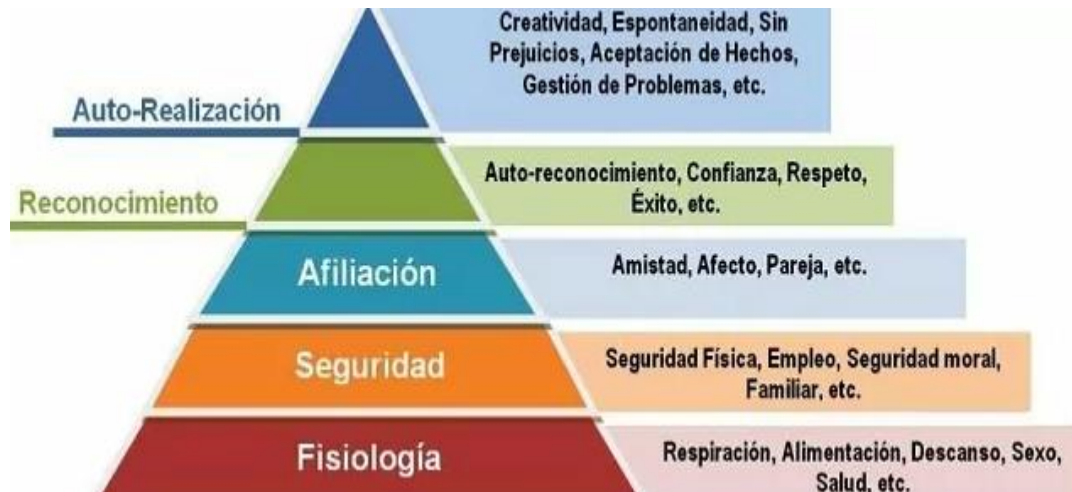 Creatividad, Espontaneidad, Sin
Prejuicios, Aceptación de Hechos,
Gestión de Problemas, etc.
Auto-Realización
Auto-reconocimiento, Confianza, Respeto,
Éxito, etc.
Reconocimiento
Afiliación
Amistad, Afecto, Pareja, etc.
Seguridad
Seguridad Física, Empleo, Seguridad moral,
Familiar, etc.
Fisiología
Respiración, Alimentación, Descanso, Sexo,
Salud, etc.